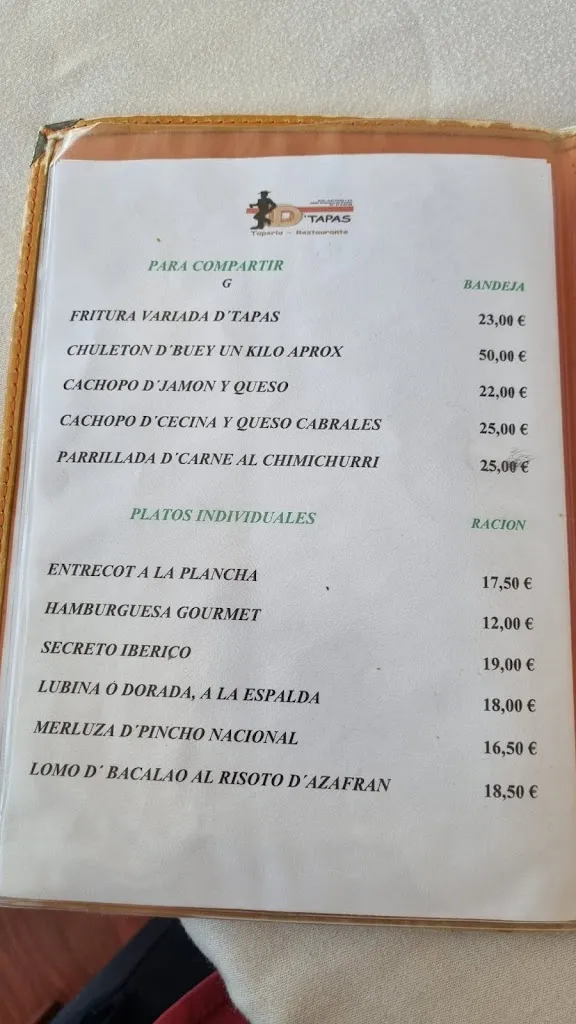 D'TAPAS
Tapería - Restaurante
PARA COMPARTIR
G
BANDEJA
FRITURA VARIADA D´TAPAS 23,00 €
CHULETON D´BUEY UN KILO APROX 50,00 €
CACHOPO D´JAMON Y QUESO 22,00 €
CACHOPO D´CECINA Y QUESO CABRALES 25,00 €
PARRILLADA D´CARNE AL CHIMICHURRI 25,00 €
PLATOS INDIVIDUALES RACION
ENTRECOT A LA PLANCHA 17,50 €
HAMBURGUESA GOURMET 12,00 €
SECRETO IBERICO 19,00 €
LUBINA Ó DORADA, A LA ESPALDA 18,00 €
MERLUZA D´PINCHO NACIONAL 16,50 €
LOMO D´ BACALAO AL RISOTO D´AZAFRAN 18,50 €